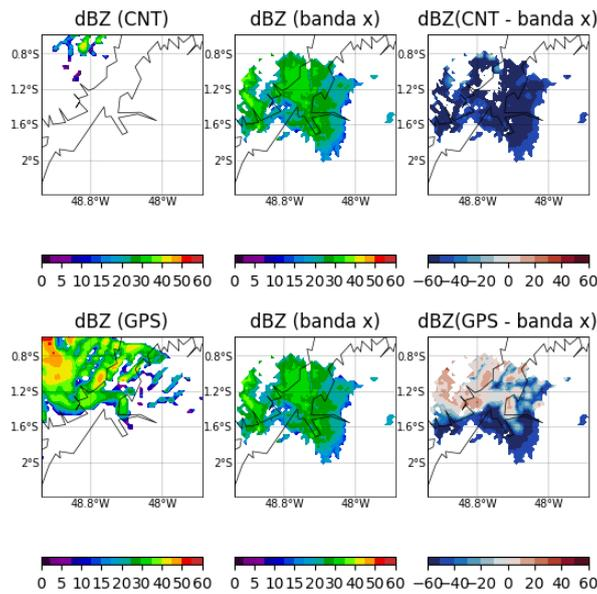 dBZ (CNT) dBZ (banda x) dBZ(CNT - banda x)
0.8°S 0.8°S 0.8°S
1.2°S 1.2°S 1.2°S
1.6°S 1.6°S 1.6°S
2°S 2°S 2°S
48.8°W 48°W 48.8°W 48°W 48.8°W 48°W
0 5 10 15 20 30 40 50 60 0 5 10 15 20 30 40 50 60 −60 −40 −20 0 20 40 60
dBZ (GPS) dBZ (banda x) dBZ(GPS - banda x)
0.8°S 0.8°S 0.8°S
1.2°S 1.2°S 1.2°S
1.6°S 1.6°S 1.6°S
2°S 2°S 2°S
48.8°W 48°W 48.8°W 48°W 48.8°W 48°W
0 5 10 15 20 30 40 50 60 0 5 10 15 20 30 40 50 60 −60 −40 −20 0 20 40 60